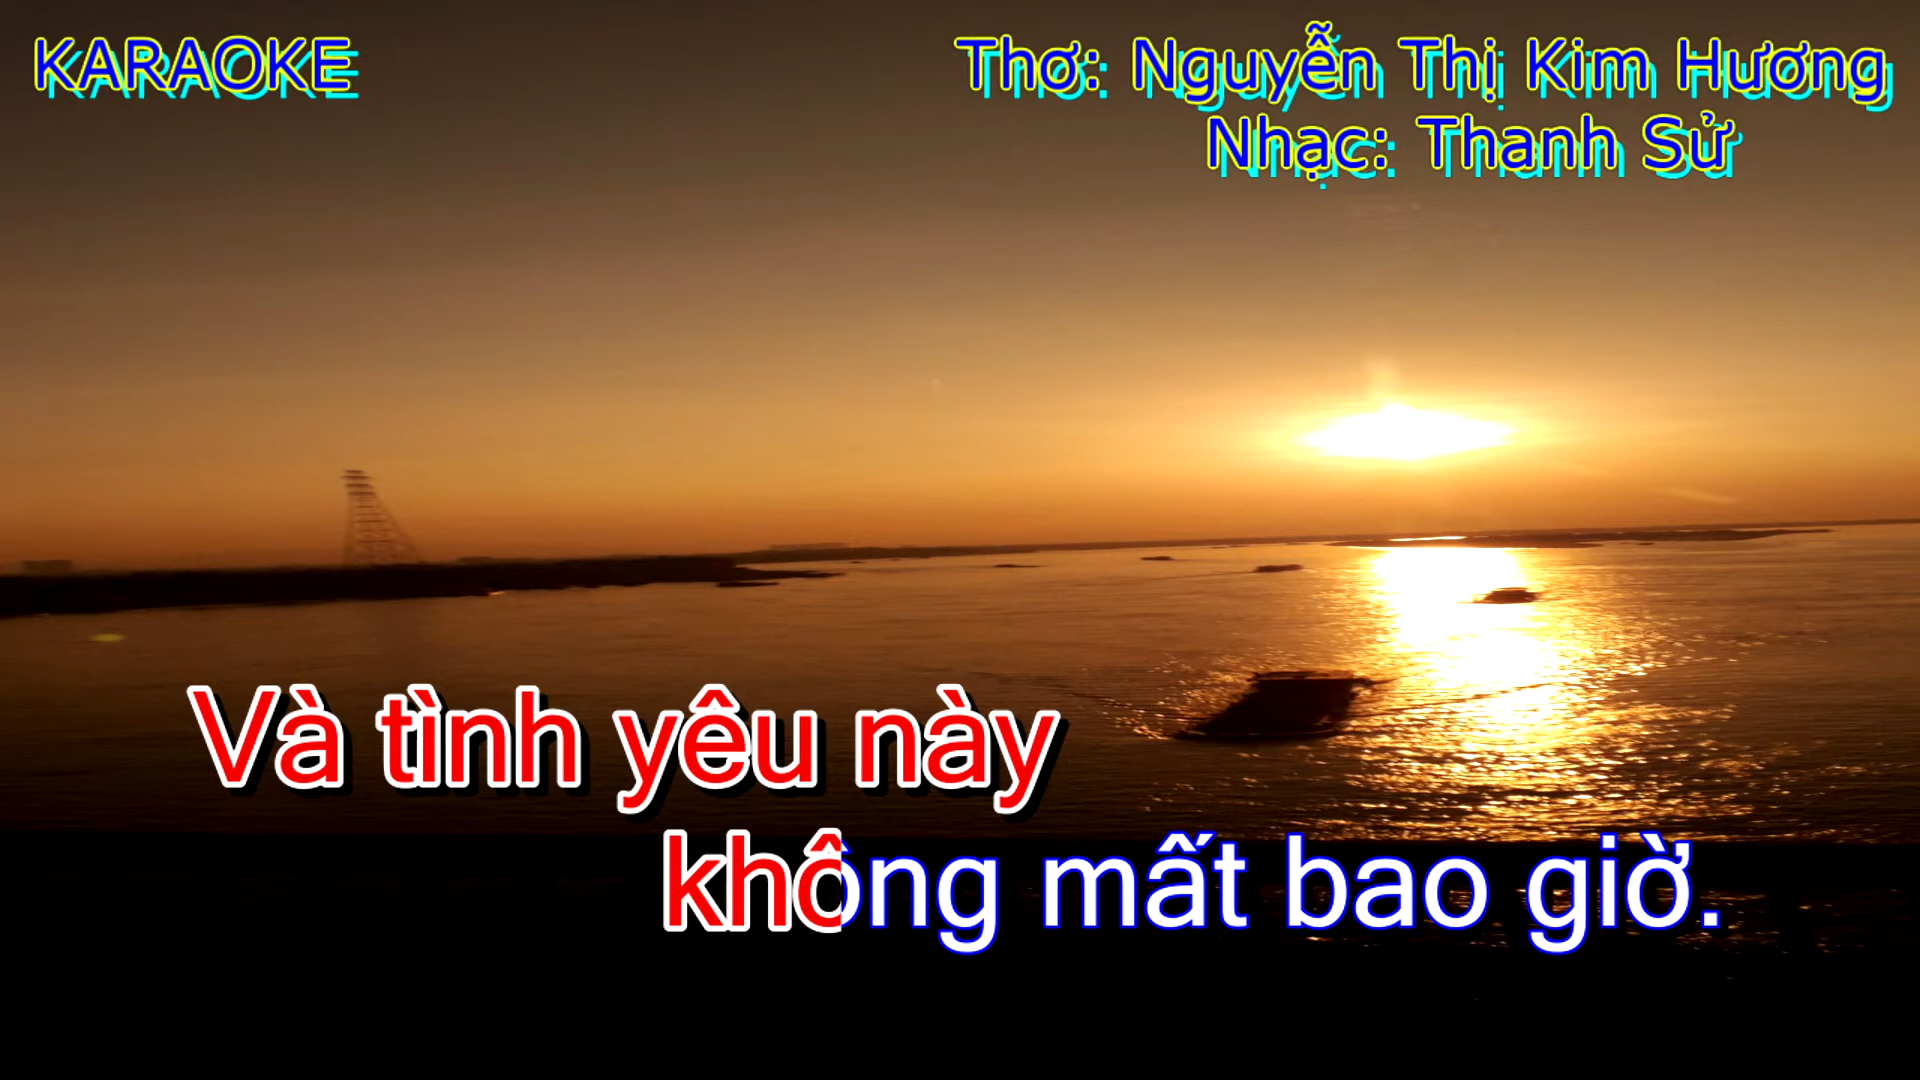 KARAOKE
Thơ: Nguyễn Thị Kim Hương
Nhạc: Thanh Sử
Và tình yêu này
không mất bao giờ.